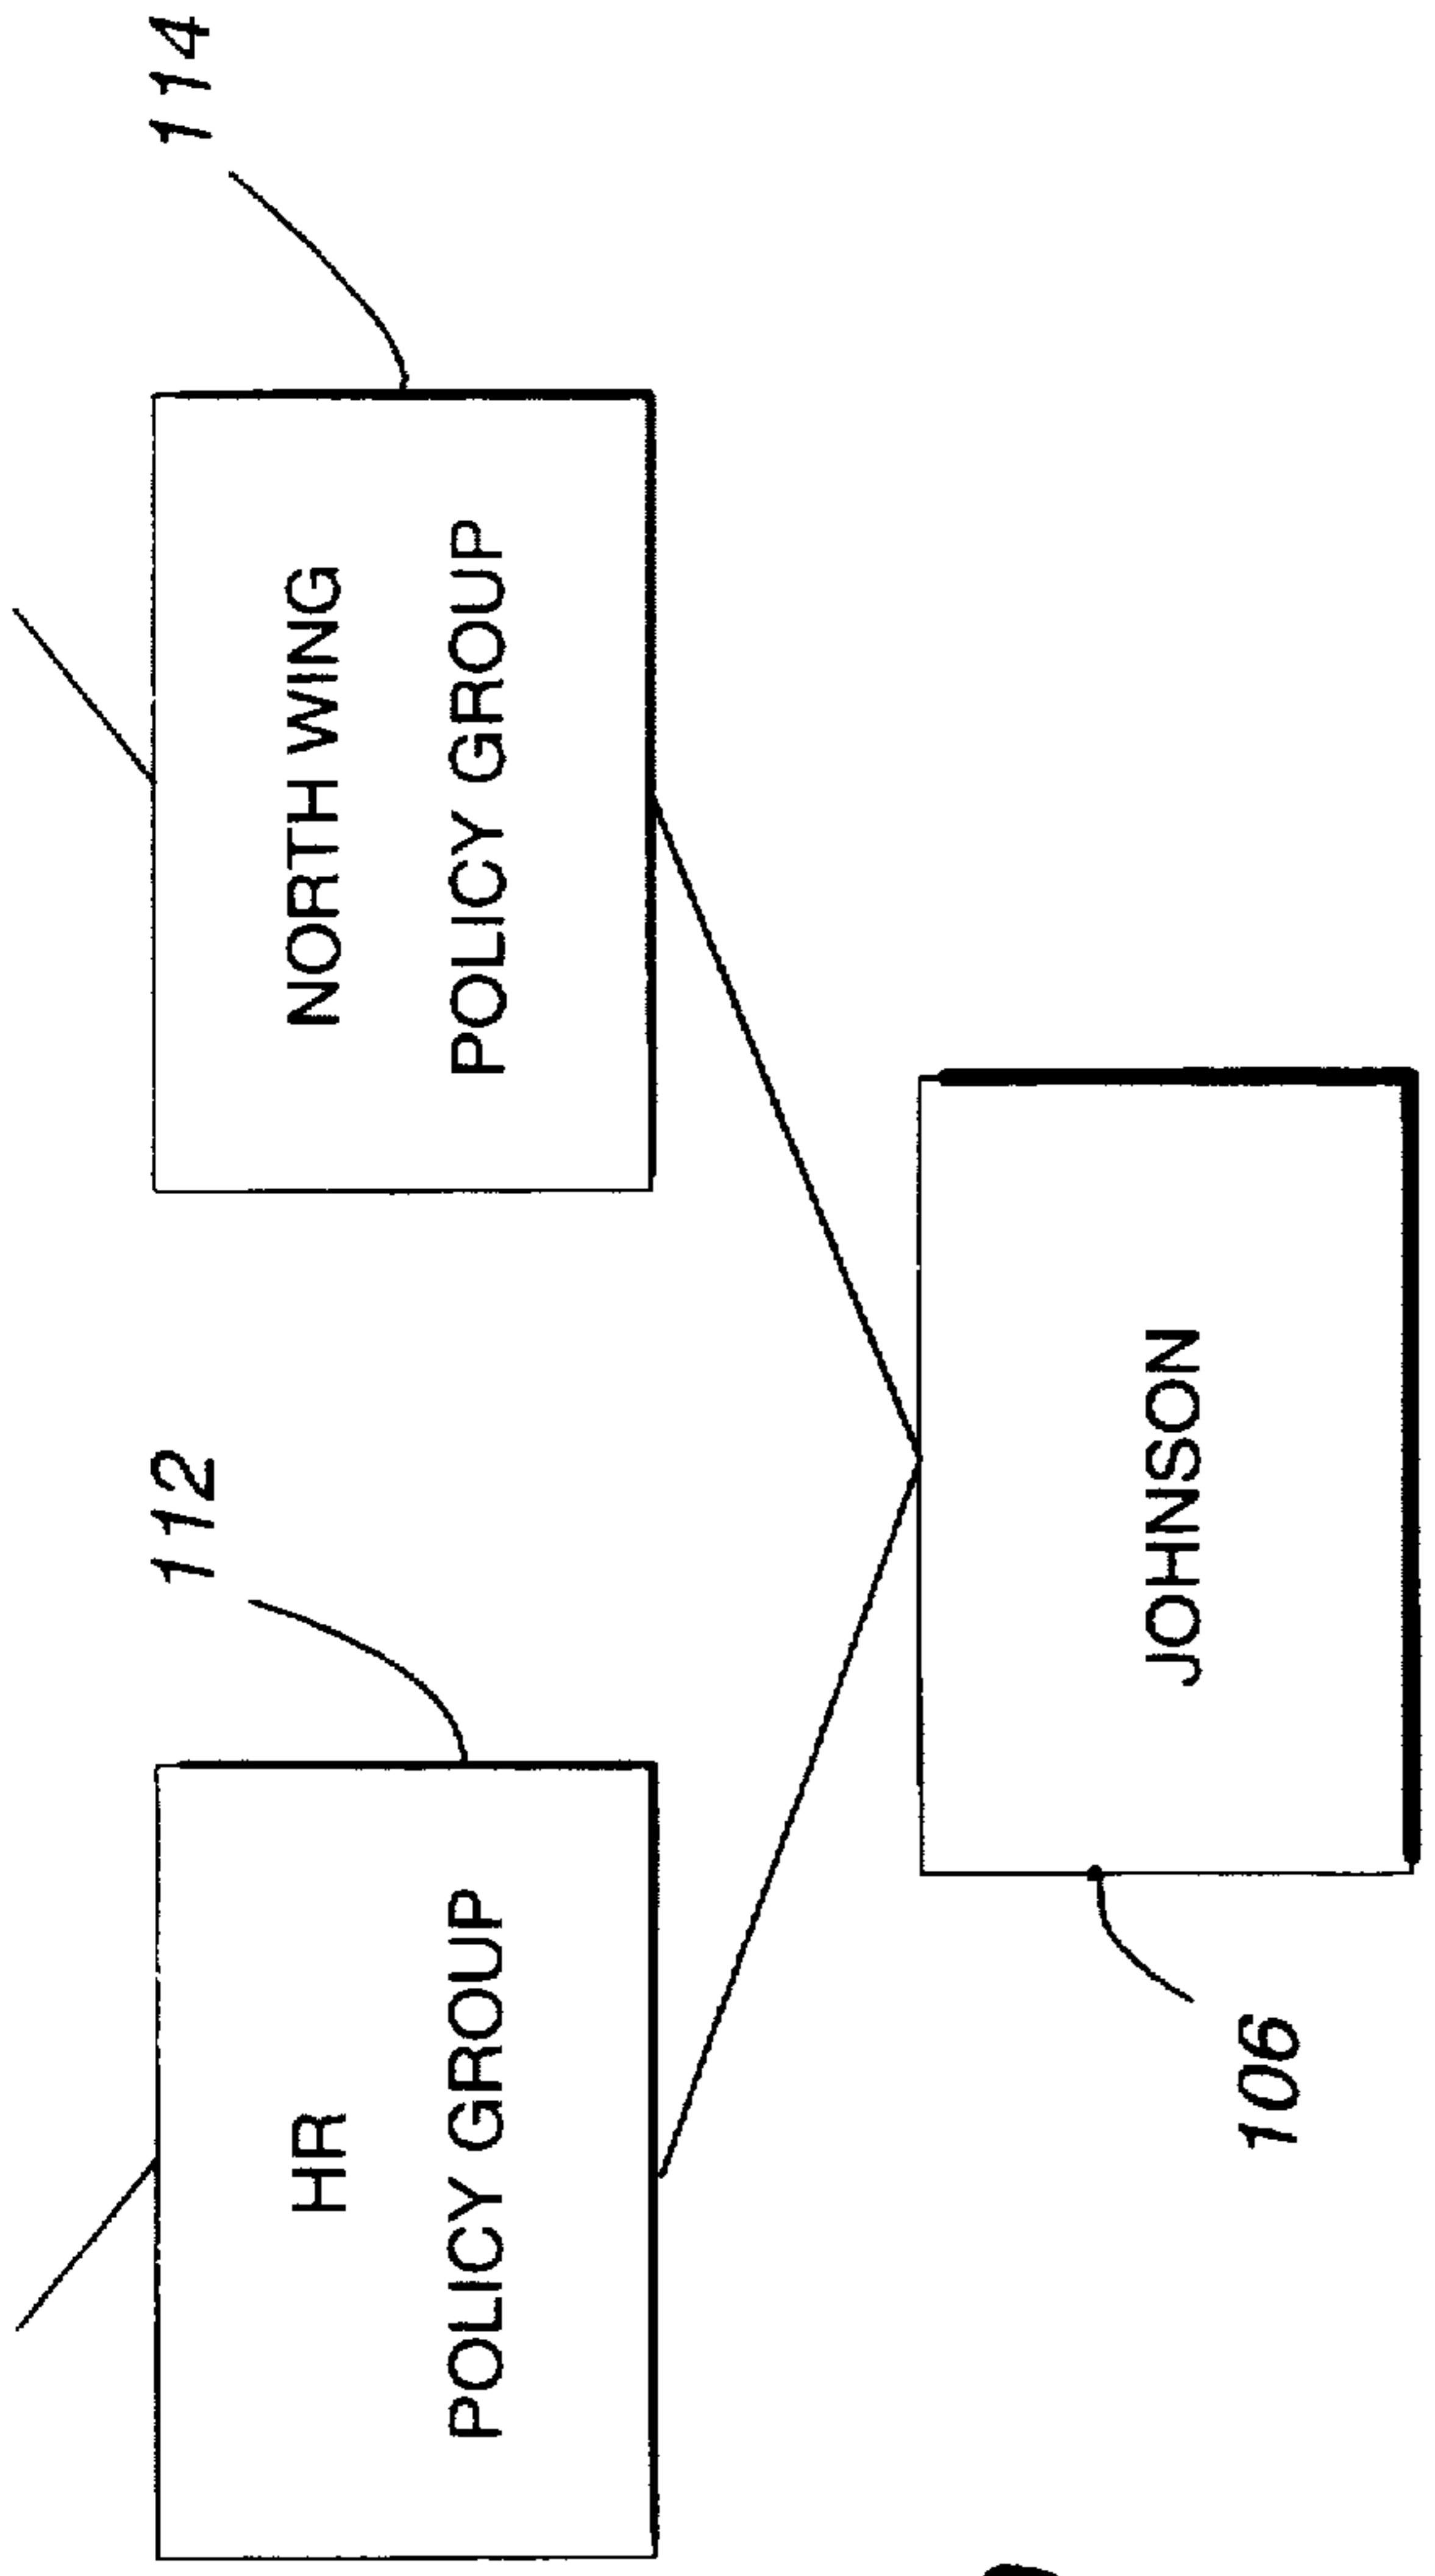 112
114
HR
POLICY GROUP
NORTH WING
POLICY GROUP
JOHNSON
106